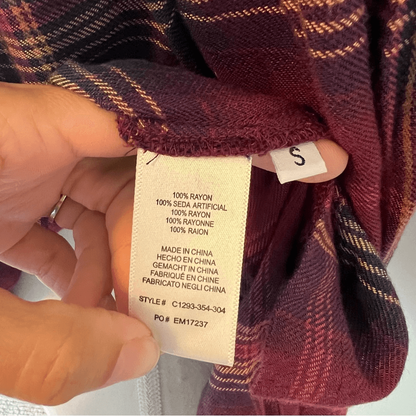 S
100% RAYON
100% SEDA ARTIFICIAL
100% RAYON
100% RAYONNE
100% RAION
MADE IN CHINA
HECHO EN CHINA
GEMACHT IN CHINA
FABRIQUÉ EN CHINE
FABRICATO NEGLI CHINA
STYLE# C1293-354-304
PO# EM17237